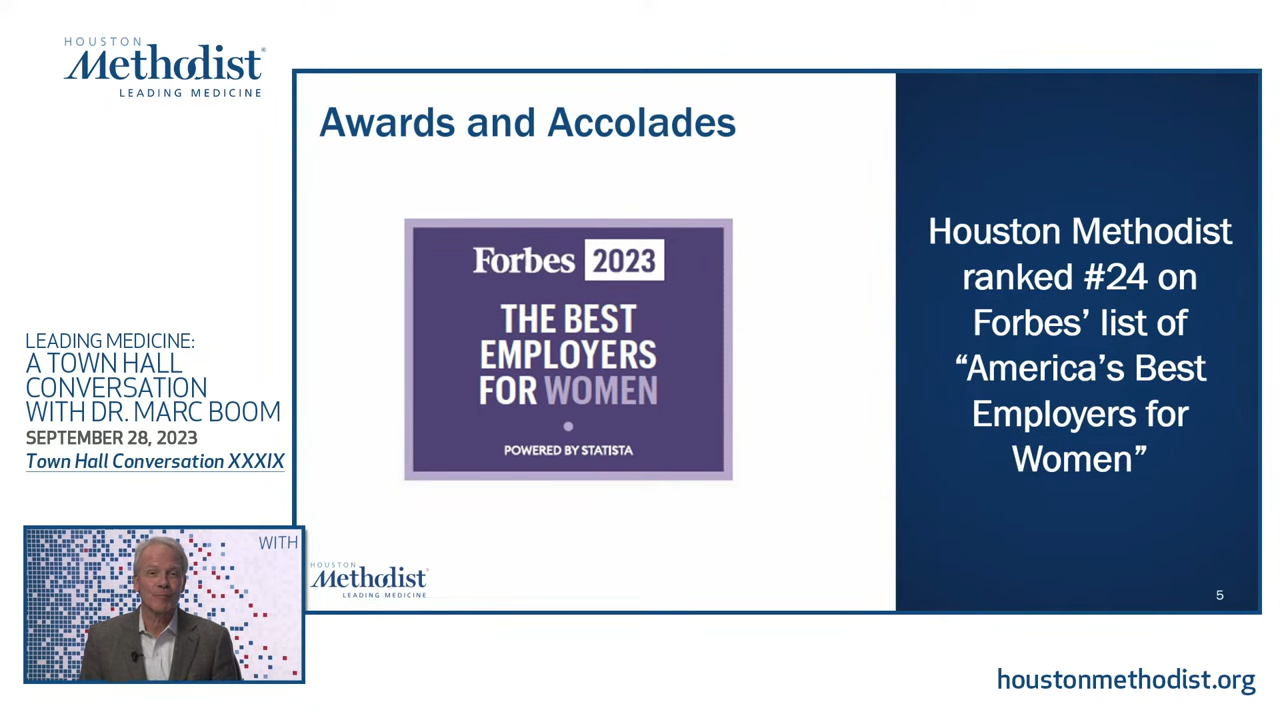 HOUSTON
Methodist®
LEADING MEDICINE
LEADING MEDICINE:
A TOWN HALL
CONVERSATION
WITH DR. MARC BOOM
SEPTEMBER 28, 2023
Town Hall Conversation XXXIX
WITH
Awards and Accolades
Forbes 2023
THE BEST
EMPLOYERS
FOR WOMEN
POWERED BY STATISTA
HOUSTON
Methodist®
LEADING MEDICINE
Houston Methodist
ranked #24 on
Forbes’ list of
“America’s Best
Employers for
Women”
5
houstonmethodist.org